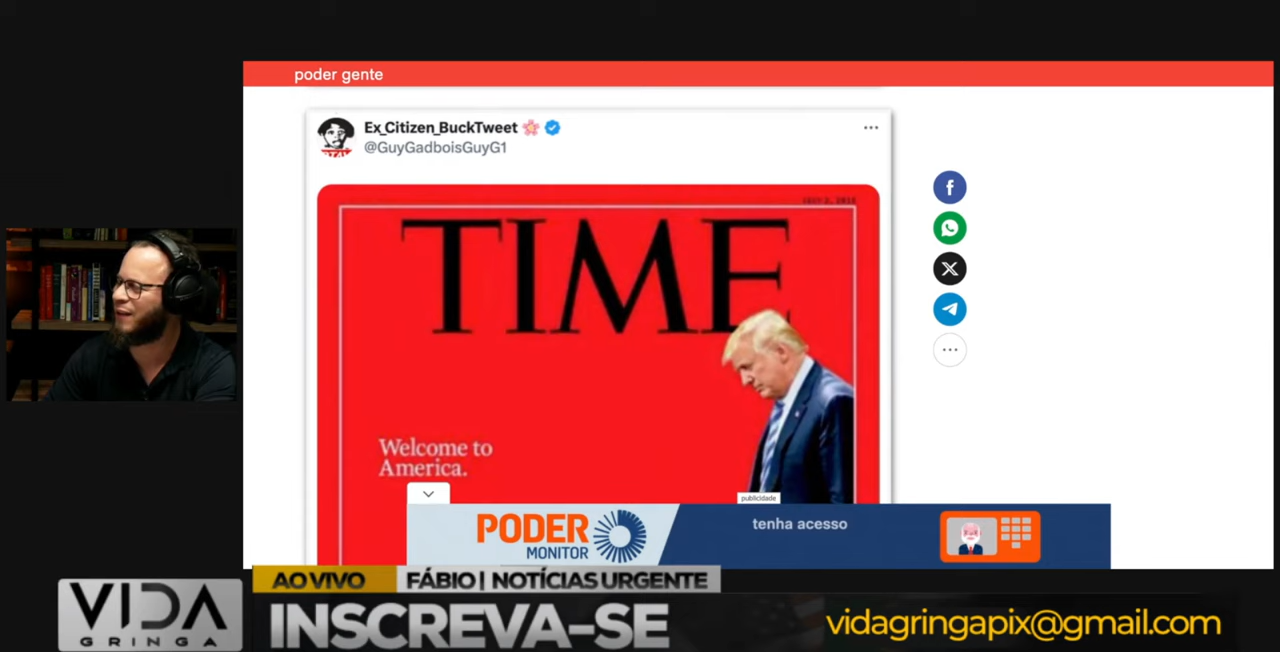 poder gente
Ex_Citizen_BuckTweet
@GuyGadboisGuyG1
TIME
Welcome to
America.
publicidade
PODER
MONITOR
tenha acesso
AO VIVO
FÁBIO | NOTÍCIAS URGENTE
VIDA
GRINGA
INSCREVA-SE
vidagringapix@gmail.com